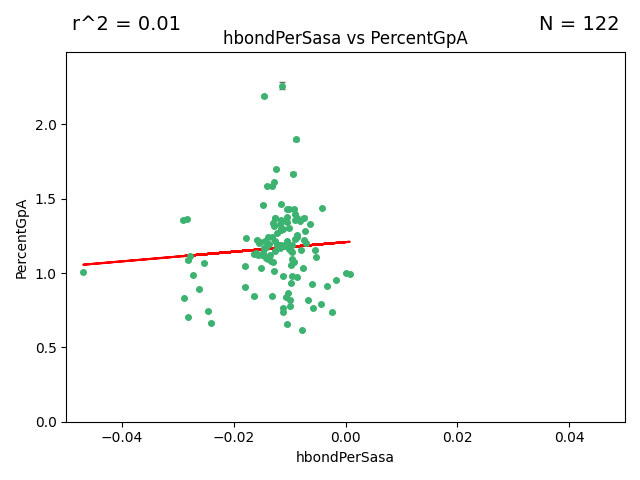 r^2 = 0.01
N = 122
hbondPerSasa vs PercentGpA
PercentGpA
2.0
1.5
1.0
0.5
0.0
−0.04
−0.02
0.00
0.02
0.04
hbondPerSasa